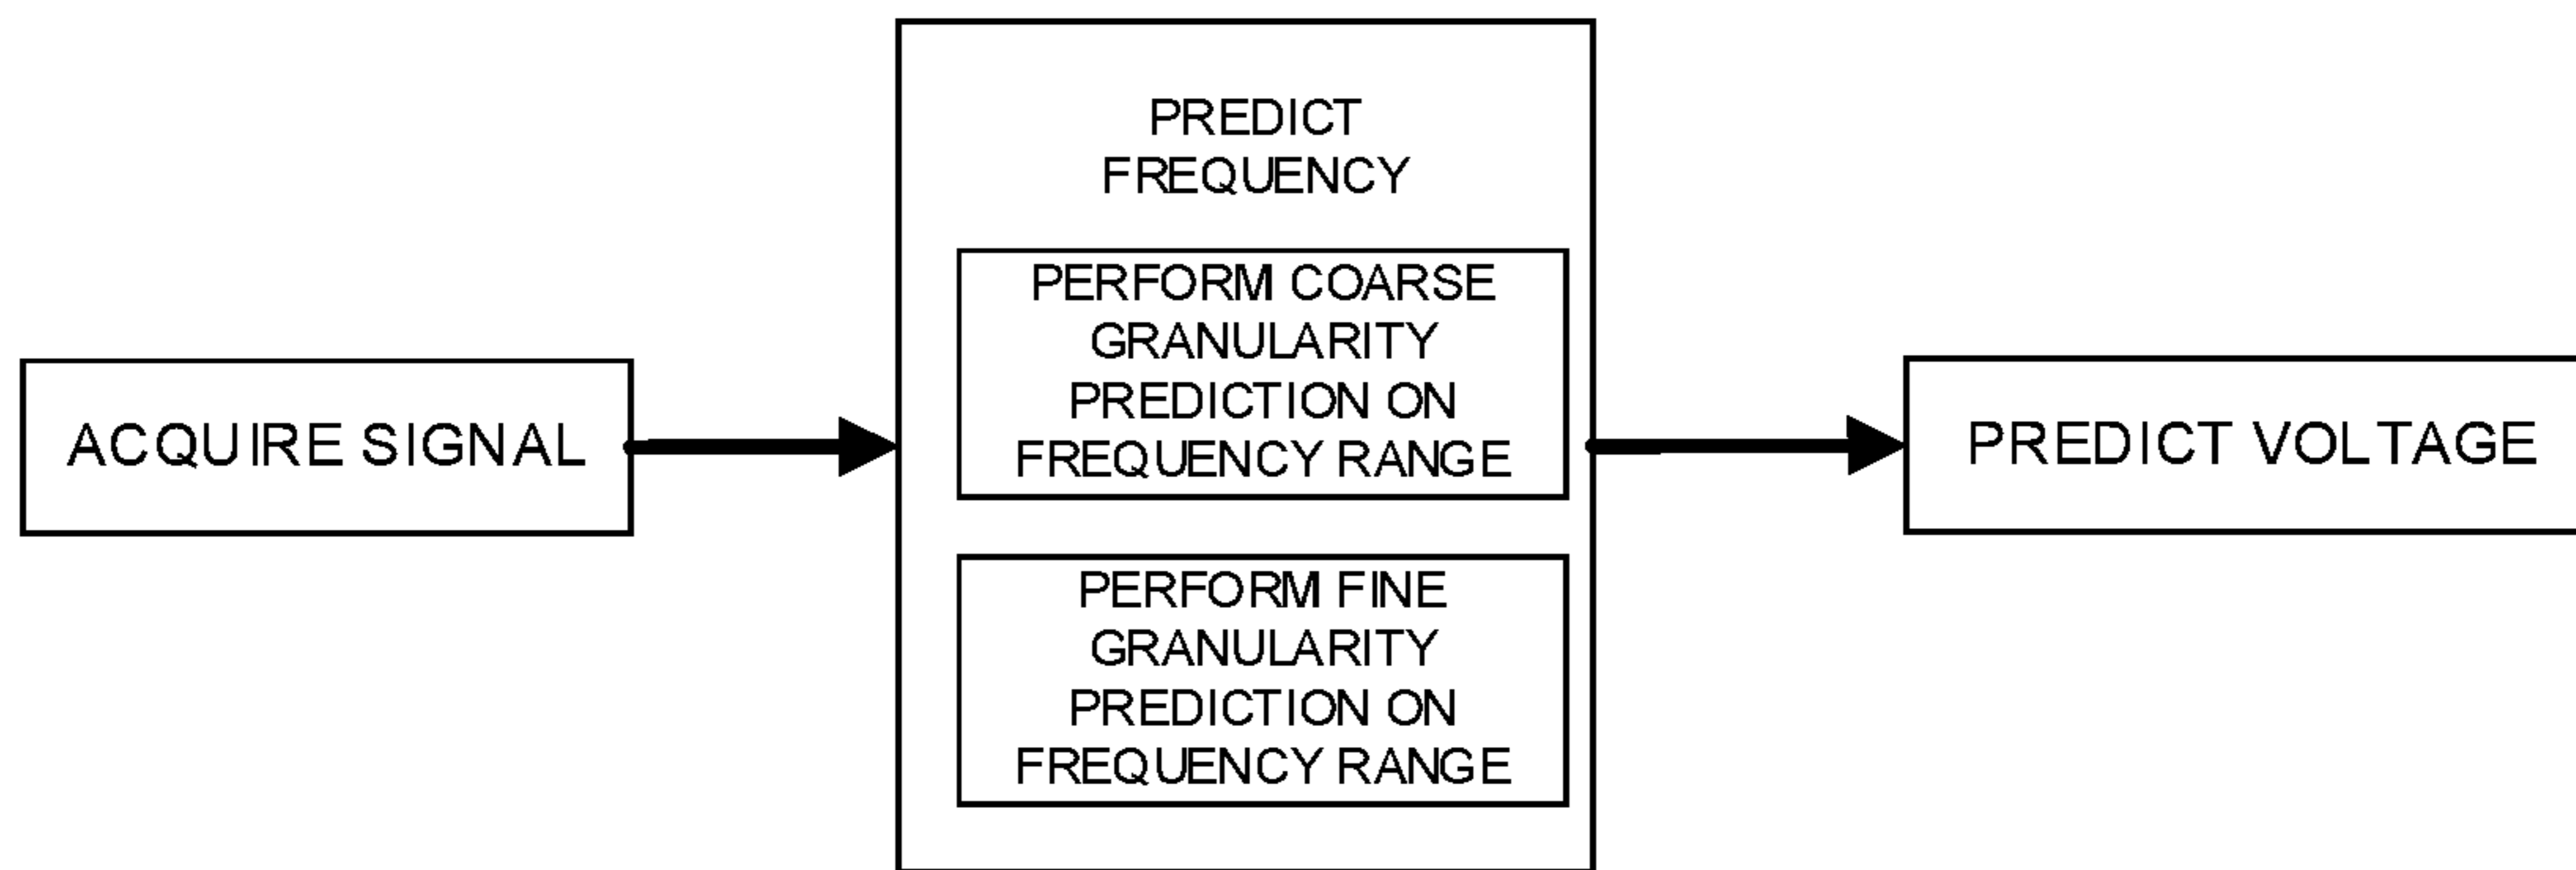 ACQUIRE SIGNAL
PREDICT
FREQUENCY
PERFORM COARSE
GRANULARITY
PREDICTION ON
FREQUENCY RANGE
PERFORM FINE
GRANULARITY
PREDICTION ON
FREQUENCY RANGE
PREDICT VOLTAGE